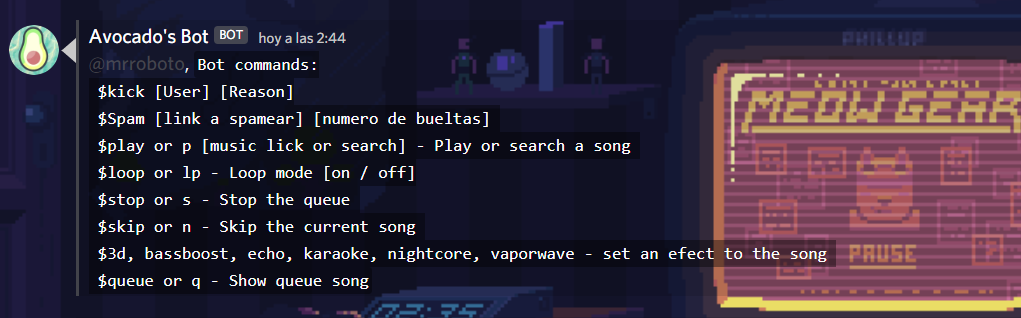 Avocado's Bot BOT hoy a las 2:44
@mrroboto, Bot commands:
$kick [User] [Reason]
$Spam [link a spamear] [numero de bueltas]
$play or p [music lick or search] - Play or search a song
$loop or lp - Loop mode [on / off]
$stop or s - Stop the queue
$skip or n - Skip the current song
$3d, bassboost, echo, karaoke, nightcore, vaporwave - set an efect to the song
$queue or q - Show queue song
PHILLUP
MEOW GEAR
PAUSE